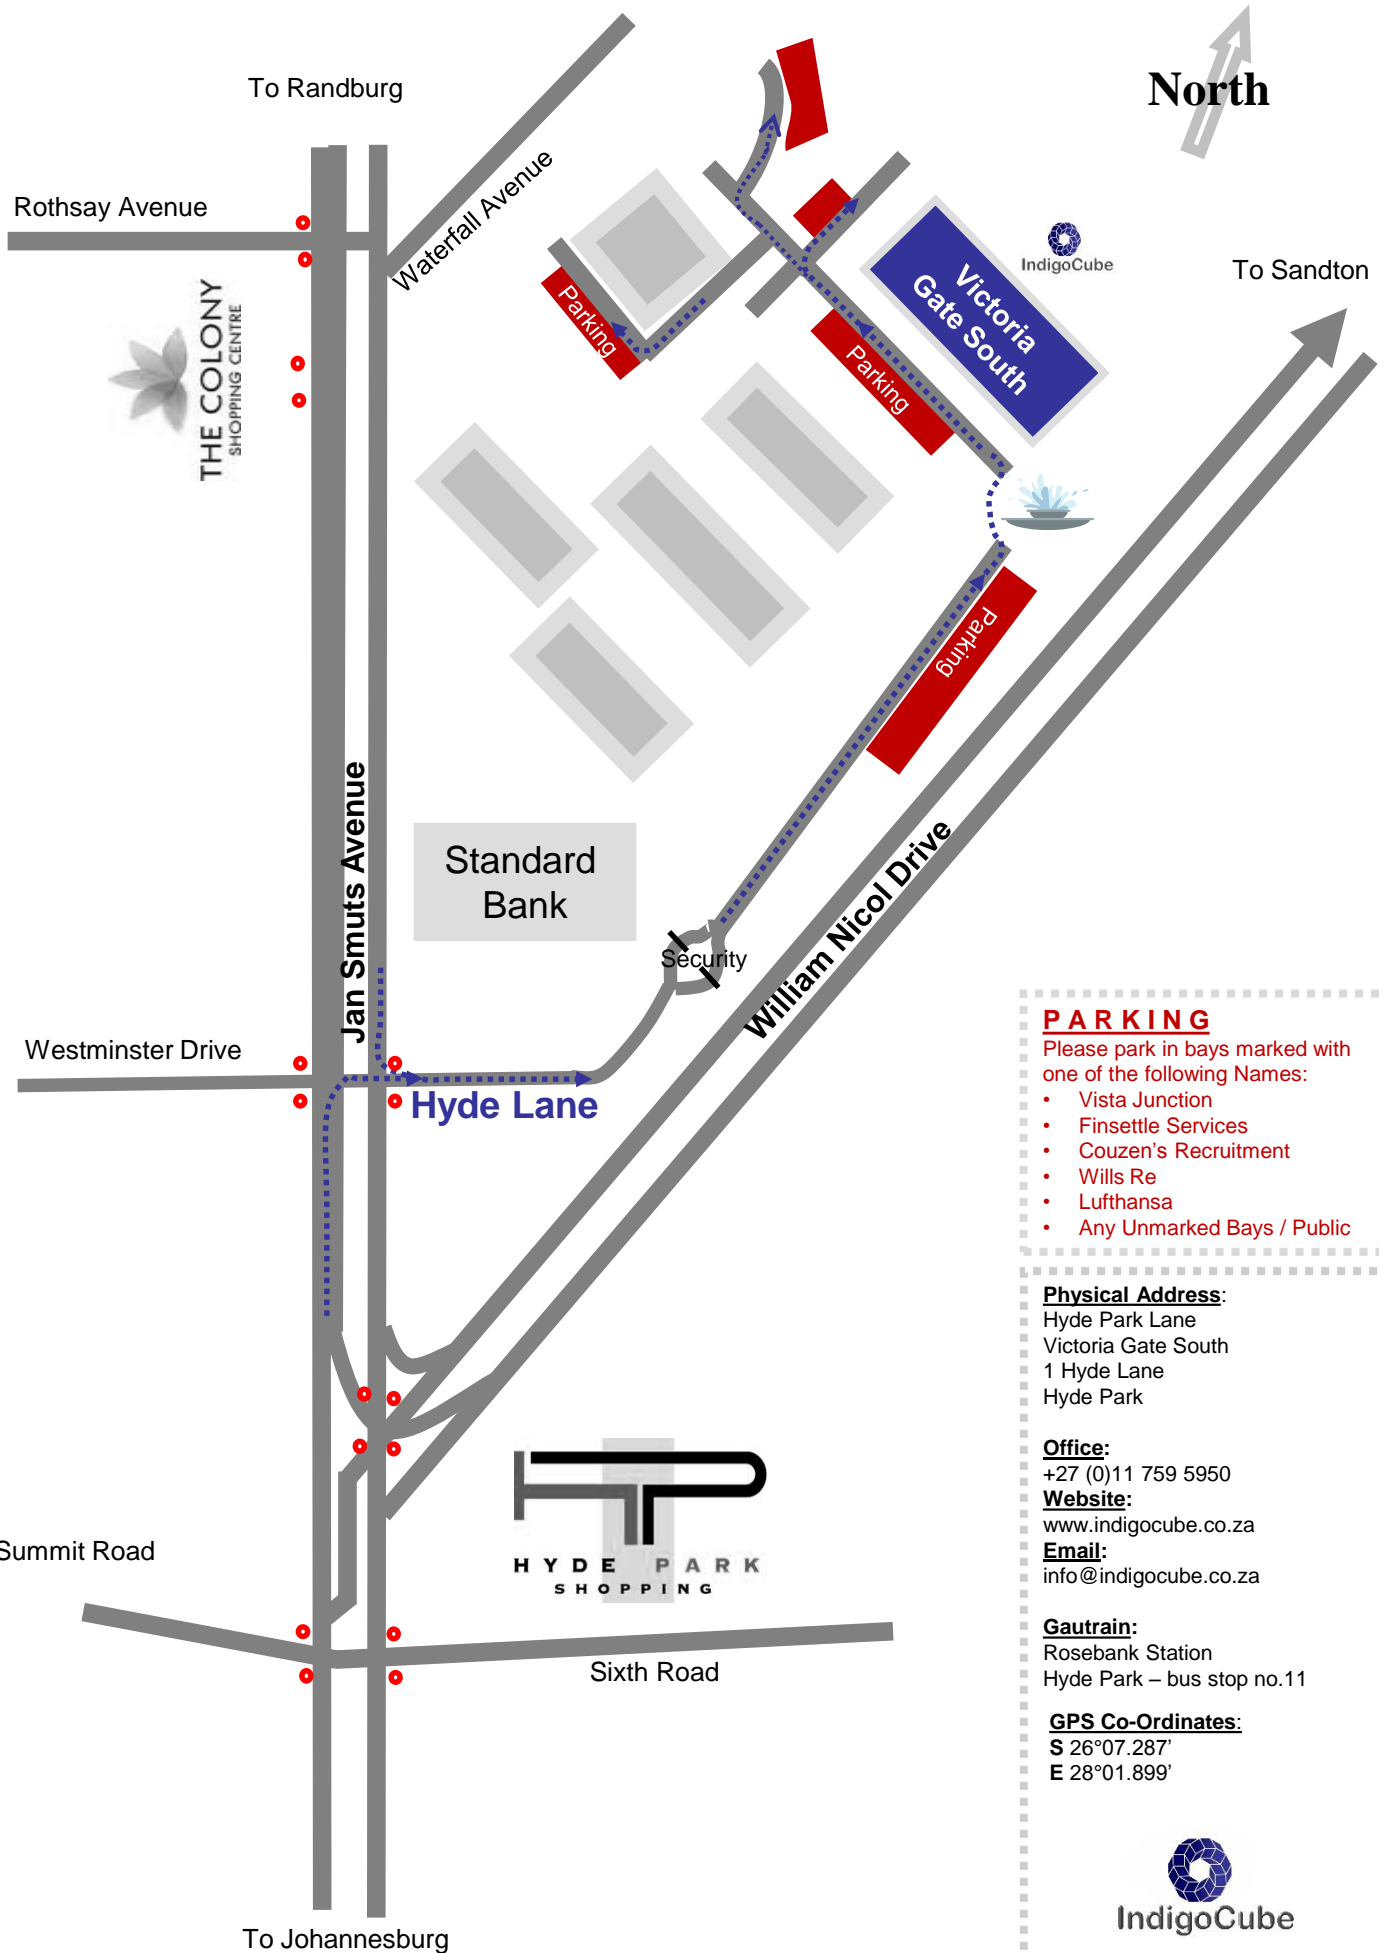 To Randburg
North
Rothsay Avenue
Waterfall Avenue
IndigoCube
To Sandton
Victoria
Gate South
Parking
Parking
THE COLONY
SHOPPING CENTRE
Parking
Jan Smuts Avenue
Standard
Bank
William Nicol Drive
Security
Westminster Drive
Hyde Lane
PARKING
Please park in bays marked with
one of the following Names:
• Vista Junction
• Finsettle Services
• Couzen's Recruitment
• Wills Re
• Lufthansa
• Any Unmarked Bays / Public
Physical Address:
Hyde Park Lane
Victoria Gate South
1 Hyde Lane
Hyde Park
Office:
+27 (0)11 759 5950
Website:
www.indigocube.co.za
Email:
info@indigocube.co.za
Gautrain:
Rosebank Station
Hyde Park – bus stop no.11
GPS Co-Ordinates:
S 26°07.287’
E 28°01.899’
HYDE PARK
SHOPPING
Summit Road
Sixth Road
To Johannesburg
IndigoCube